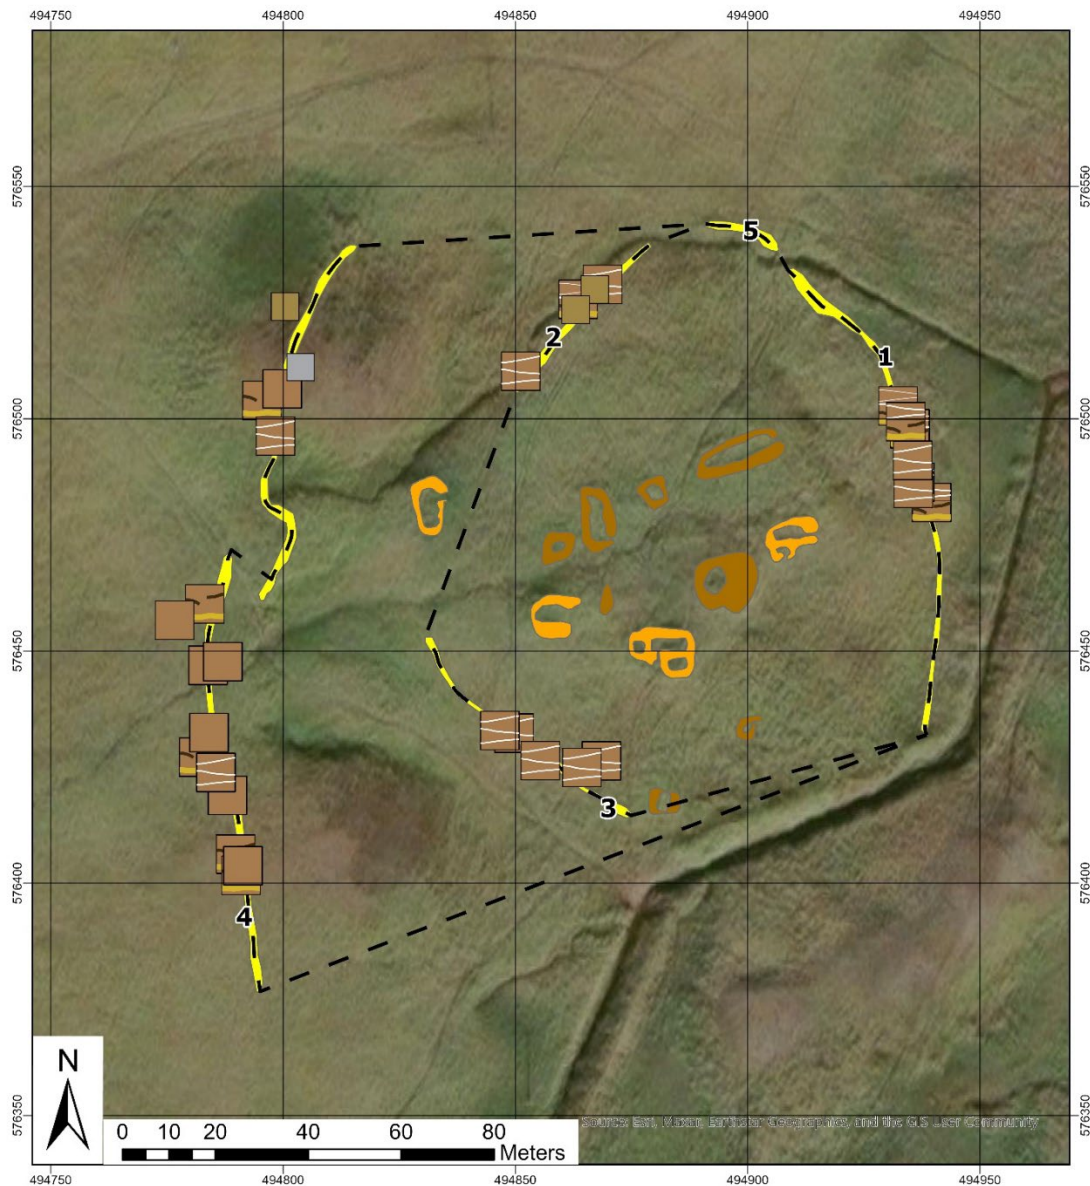 494750 494800 494850 494900 494950
576550 576550
5
1
2
576500 576500
576450 576450
3
576400 576400
4
N
576350 576350
Source: Esri, Maxar, Earthstar Geographics, and the GIS User Community
0 10 20 40 60 80
Meters
494750 494800 494850 494900 494950